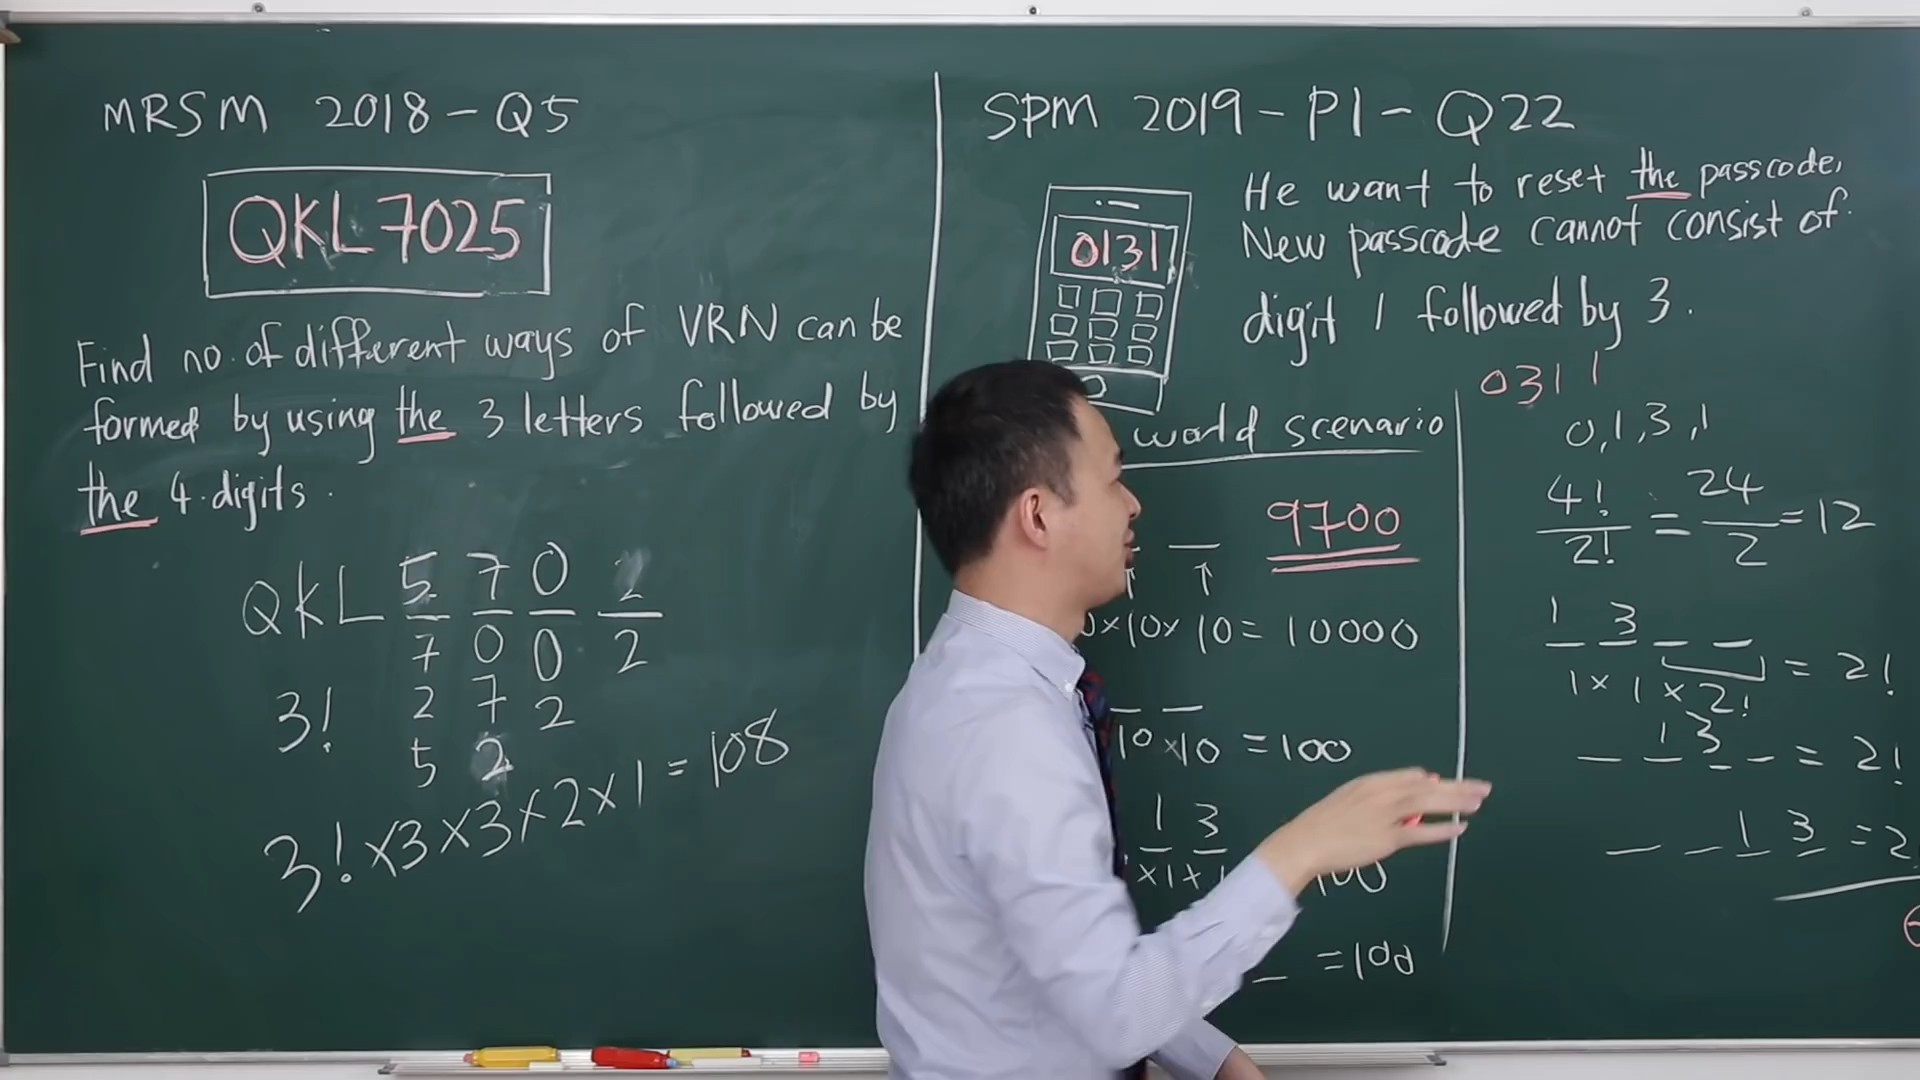 MRSM 2018 - Q5
QKL 7025
Find no. of different ways of VRN can be
formed by using the 3 letters followed by
the 4 digits.
QKL 5 7 0 2
7 0 0 2
3! 2 7 2
5 2
3! × 3 × 3 × 2 × 1 = 108
SPM 2019 - P1 - Q22
0131
He want to reset the passcode.
New passcode cannot consist of
digit 1 followed by 3.
world scenario
9700
×10× 10 = 10000
10 × 10 = 100
1 3
×1×1
100
= 100
0311
0,1,3,1
4!/2! = 24/2 = 12
1 3 _ _
1 × 1 × 2! = 2!
_ 1 3 _ = 2!
_ _ 1 3 = 2